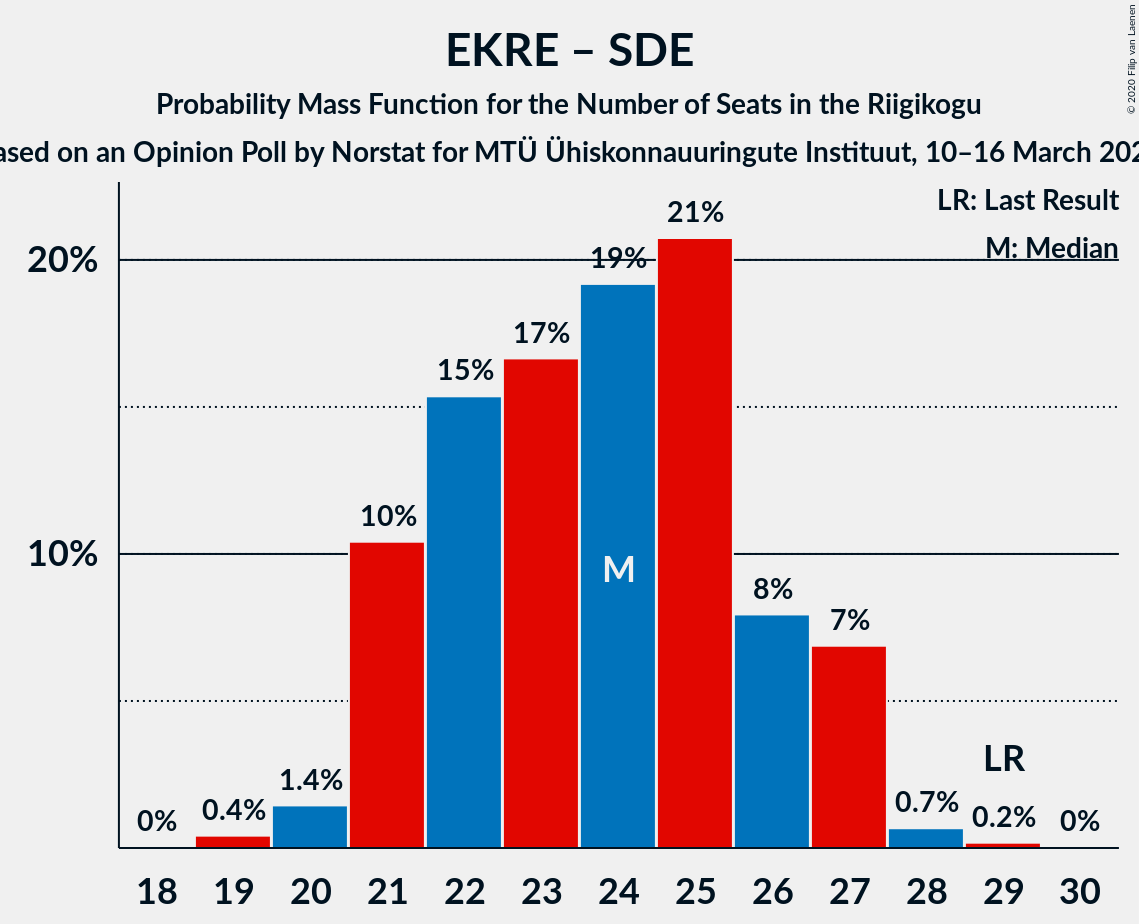 EKRE – SDE
Probability Mass Function for the Number of Seats in the Riigikogu
on an Opinion Poll by Norstat for MTÜ Ühiskonnauuringute Instituut, 10–16 March
© 2020 Filip van Laenen
LR: Last Result
M: Median
20%
10%
0%
0.4%
1.4%
10%
15%
17%
19%
21%
8%
7%
0.7%
0.2%
0%
M
LR
18 19 20 21 22 23 24 25 26 27 28 29 30